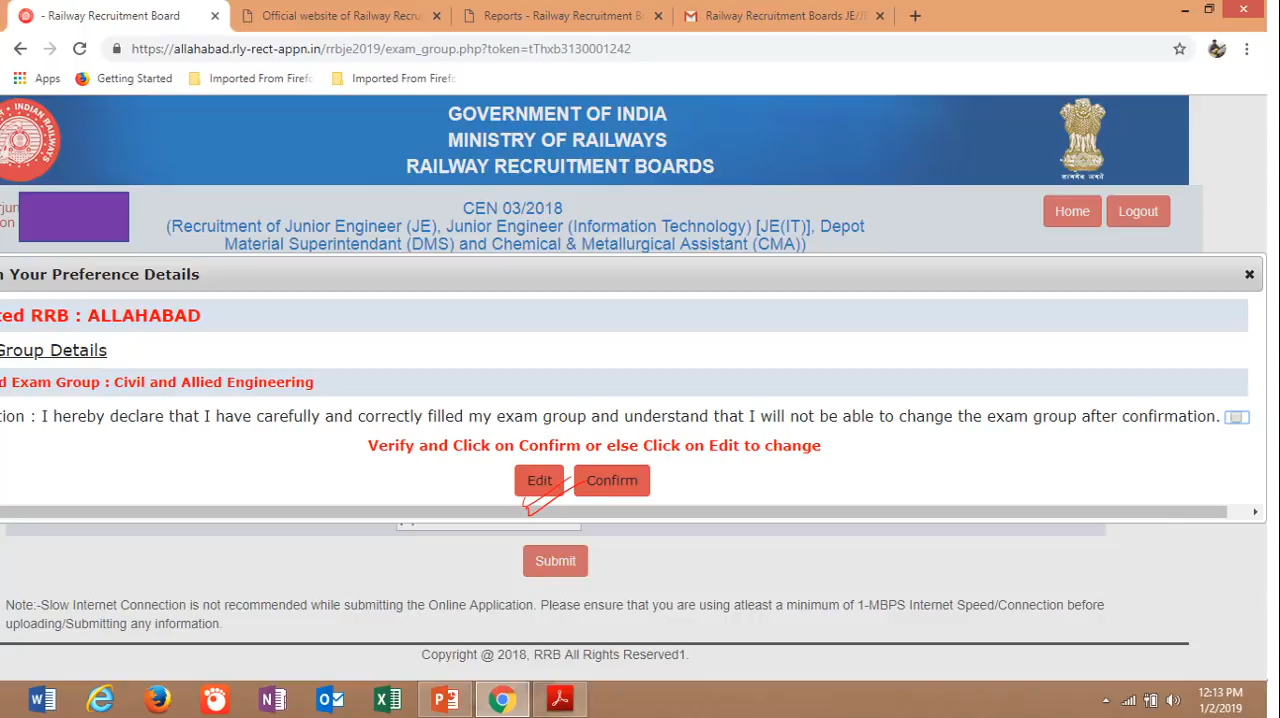 - Railway Recruitment Board
Official website of Railway Recru
Reports - Railway Recruitment B
Railway Recruitment Boards JE/J
https://allahabad.rly-rect-appn.in/rrbje2019/exam_group.php?token=tThxb3130001242
Apps
Getting Started
Imported From Firefo
Imported From Firefo
GOVERNMENT OF INDIA
MINISTRY OF RAILWAYS
RAILWAY RECRUITMENT BOARDS
INDIAN RAILWAYS
सत्यमेव जयते
rjun
on
CEN 03/2018
(Recruitment of Junior Engineer (JE), Junior Engineer (Information Technology) [JE(IT)], Depot
Material Superintendant (DMS) and Chemical & Metallurgical Assistant (CMA))
Home
Logout
n Your Preference Details
ted RRB : ALLAHABAD
Group Details
d Exam Group : Civil and Allied Engineering
tion : I hereby declare that I have carefully and correctly filled my exam group and understand that I will not be able to change the exam group after confirmation.
Verify and Click on Confirm or else Click on Edit to change
Edit
Confirm
Submit
Note:-Slow Internet Connection is not recommended while submitting the Online Application. Please ensure that you are using atleast a minimum of 1-MBPS Internet Speed/Connection before
uploading/Submitting any information.
Copyright @ 2018, RRB All Rights Reserved1.
12:13 PM
1/2/2019